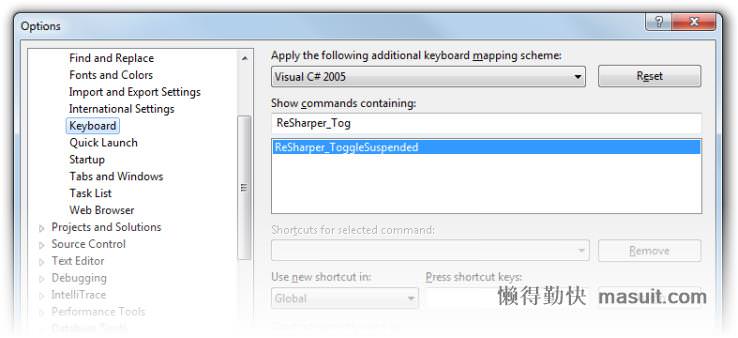 Options
Find and Replace
Fonts and Colors
Import and Export Settings
International Settings
Keyboard
Quick Launch
Startup
Tabs and Windows
Task List
Web Browser
Projects and Solutions
Source Control
Text Editor
Debugging
IntelliTrace
Performance Tools
Database Tools
Apply the following additional keyboard mapping scheme:
Visual C# 2005
Reset
Show commands containing:
ReSharper_Tog
ReSharper_ToggleSuspended
Shortcuts for selected command:
Remove
Use new shortcut in:
Press shortcut keys:
Global
懒得勤快 masuit.com